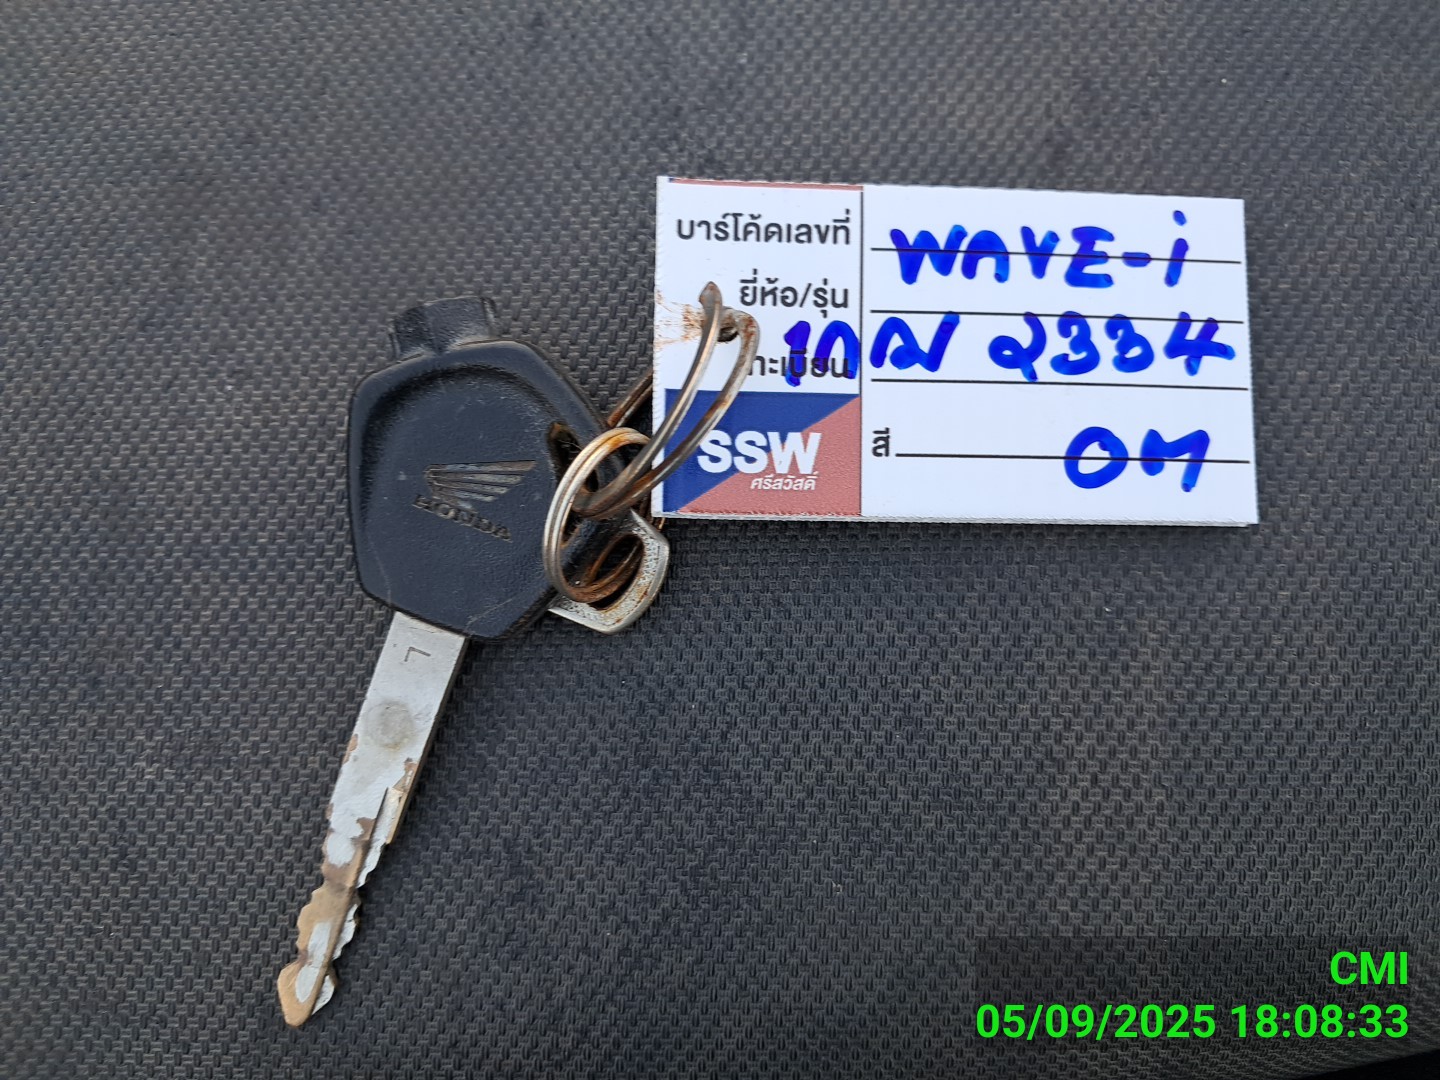 บาร์โค้ดเลขที่
WAVE-i
ยี่ห้อ/รุ่น
ทะเบียน
1กฌ 2334
สี
OM
SSW
ศรีสวัสดิ์
HONDA
L
CMI
05/09/2025 18:08:33